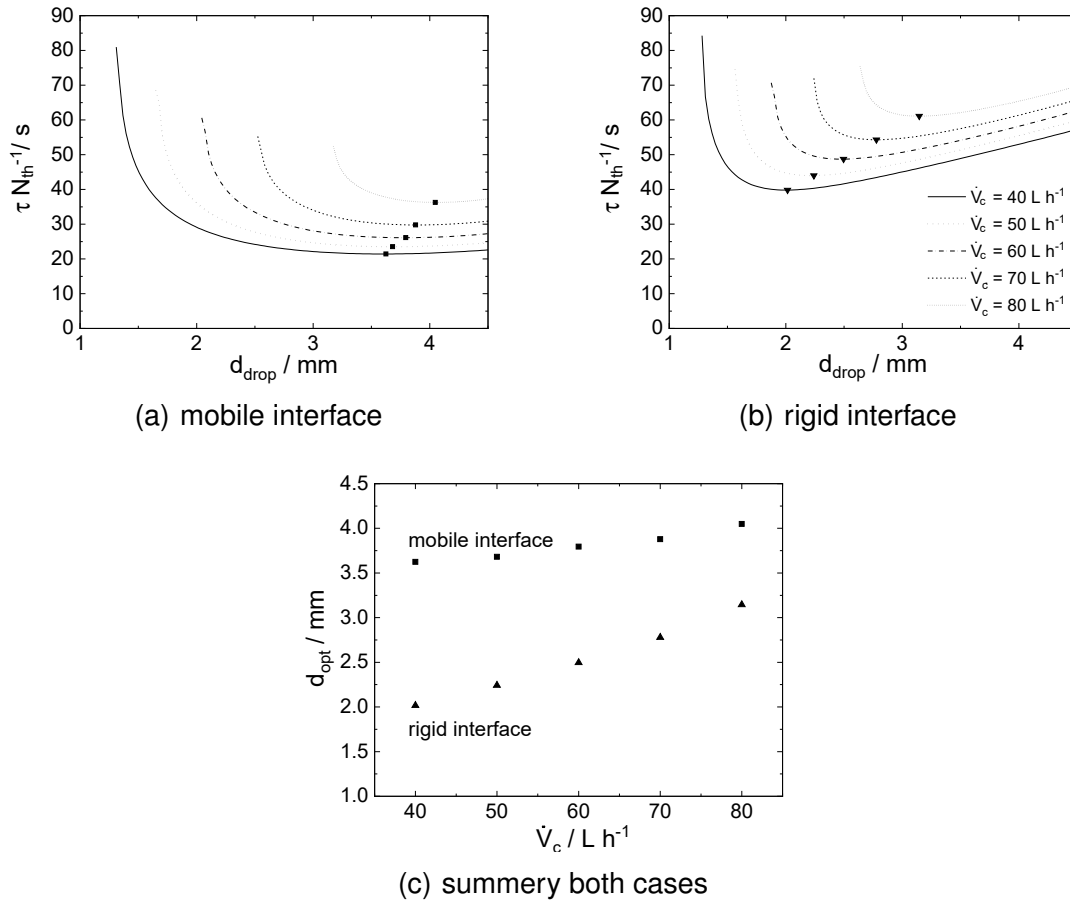 90
80
70
60
50
40
30
20
10
0
τ N_th^-1 / s
1 2 3 4
d_drop / mm
(a) mobile interface
90
80
70
60
50
40
30
20
10
0
τ N_th^-1 / s
V̇_c = 40 L h^-1
V̇_c = 50 L h^-1
V̇_c = 60 L h^-1
V̇_c = 70 L h^-1
V̇_c = 80 L h^-1
1 2 3 4
d_drop / mm
(b) rigid interface
4.5
4.0
3.5
3.0
2.5
2.0
1.5
1.0
d_opt / mm
mobile interface
rigid interface
40 50 60 70 80
V̇_c / L h^-1
(c) summery both cases